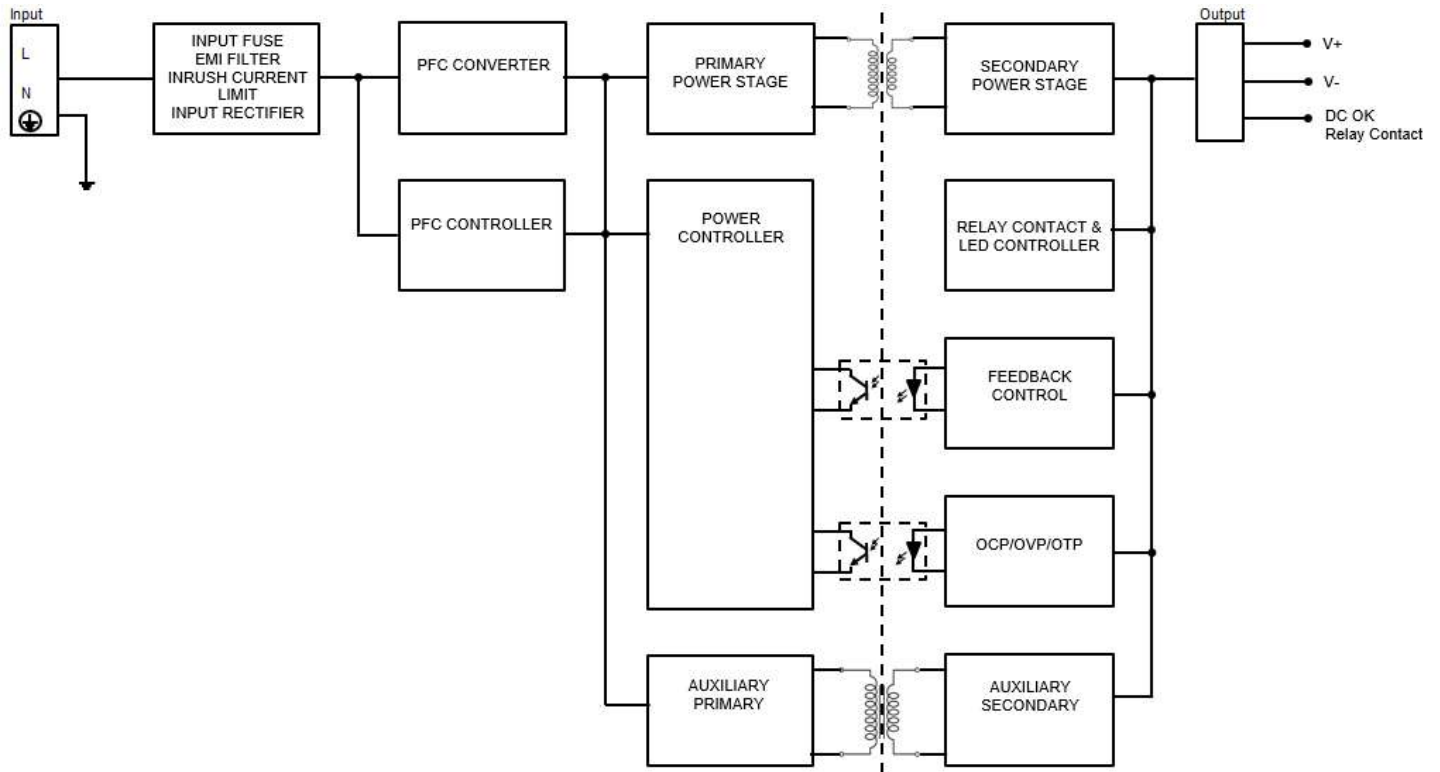 Input
L
N
INPUT FUSE
EMI FILTER
INRUSH CURRENT
LIMIT
INPUT RECTIFIER
PFC CONVERTER
PRIMARY
POWER STAGE
SECONDARY
POWER STAGE
Output
V+
V-
DC OK
Relay Contact
PFC CONTROLLER
POWER
CONTROLLER
RELAY CONTACT &
LED CONTROLLER
FEEDBACK
CONTROL
OCP/OVP/OTP
AUXILIARY
PRIMARY
AUXILIARY
SECONDARY